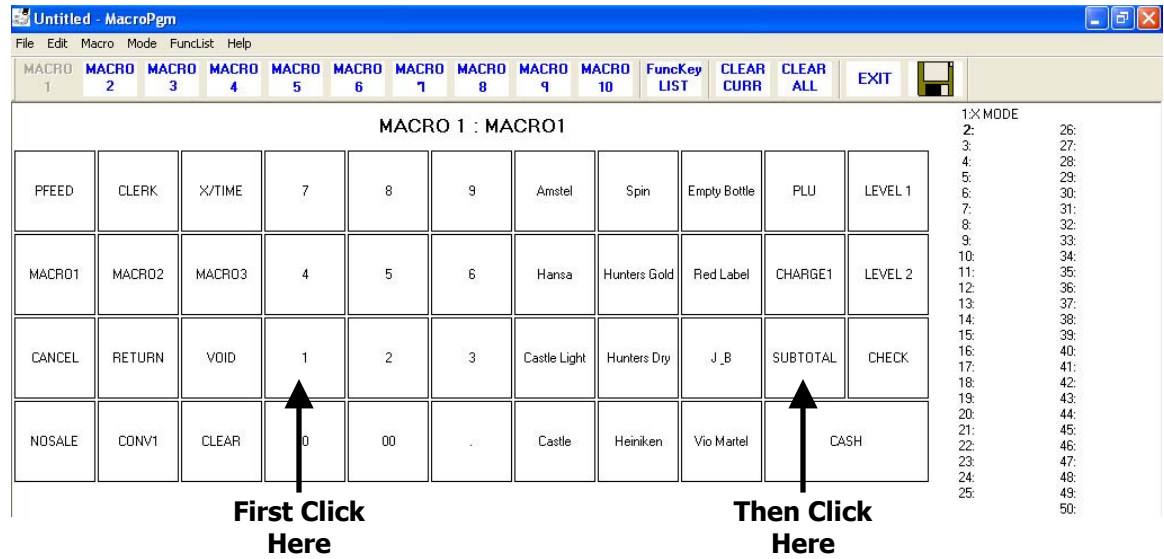 Untitled - MacroPgm
File Edit Macro Mode FuncList Help
MACRO 1 MACRO 2 MACRO 3 MACRO 4 MACRO 5 MACRO 6 MACRO 7 MACRO 8 MACRO 9 MACRO 10 FuncKey LIST CLEAR CURR CLEAR ALL EXIT
MACRO 1 : MACRO1
PFEED CLERK X/TIME 7 8 9 Amstel Spin Empty Bottle PLU LEVEL 1
MACRO1 MACRO2 MACRO3 4 5 6 Hansa Hunters Gold Red Label CHARGE1 LEVEL 2
CANCEL RETURN VOID 1 2 3 Castle Light Hunters Dry J_B SUBTOTAL CHECK
NOSALE CONV1 CLEAR 0 00 . Castle Heiniken Vio Martel CASH
First Click
Here
Then Click
Here
1:X MODE
2: 26:
3: 27:
4: 28:
5: 29:
6: 30:
7: 31:
8: 32:
9: 33:
10: 34:
11: 35:
12: 36:
13: 37:
14: 38:
15: 39:
16: 40:
17: 41:
18: 42:
19: 43:
20: 44:
21: 45:
22: 46:
23: 47:
24: 48:
25: 49:
50: